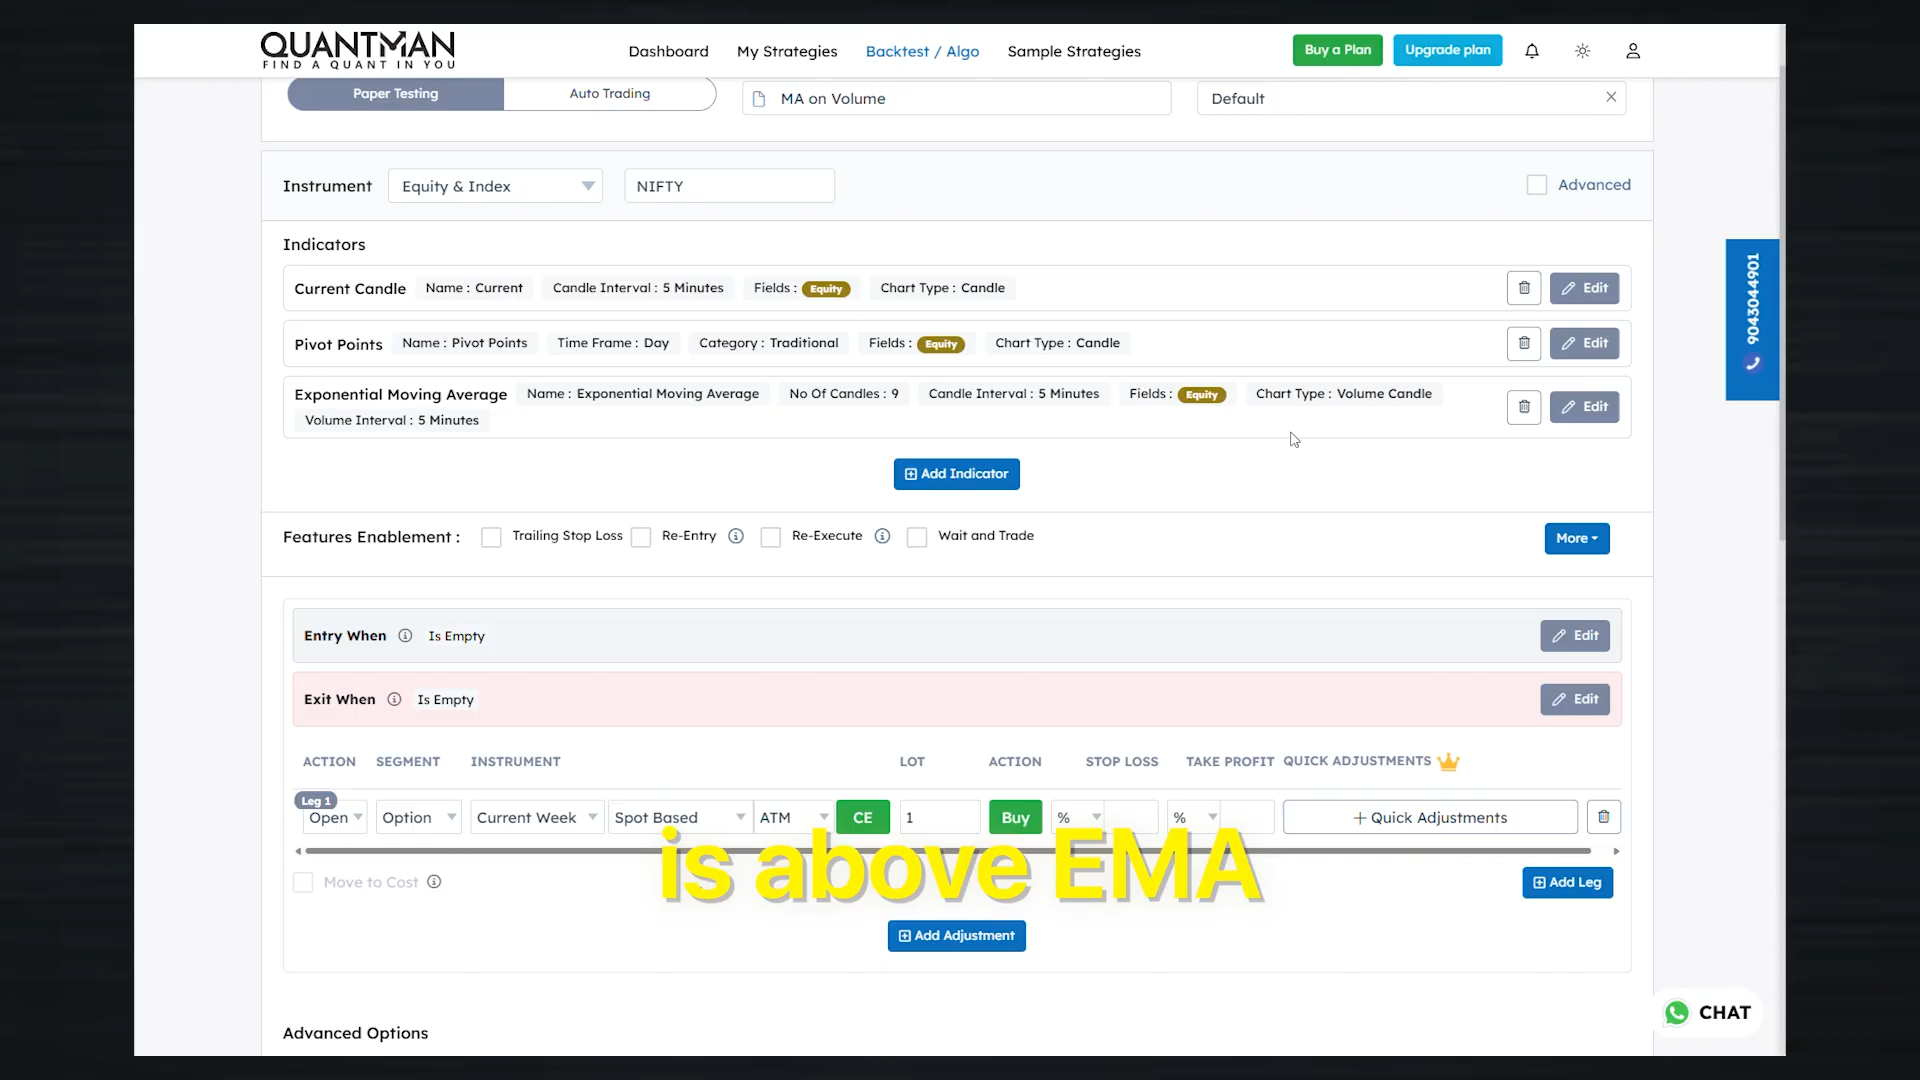 QUANTMAN
FIND A QUANT IN YOU
Dashboard My Strategies Backtest / Algo Sample Strategies
Buy a Plan Upgrade plan
Paper Testing Auto Trading MA on Volume Default
Instrument Equity & Index NIFTY Advanced
9043044901
Indicators
Current Candle Name : Current Candle Interval : 5 Minutes Fields : Equity Chart Type : Candle Edit
Pivot Points Name : Pivot Points Time Frame : Day Category : Traditional Fields : Equity Chart Type : Candle Edit
Exponential Moving Average Name : Exponential Moving Average No Of Candles : 9 Candle Interval : 5 Minutes Fields : Equity Chart Type : Volume Candle Edit
Volume Interval : 5 Minutes
Add Indicator
Features Enablement : Trailing Stop Loss Re-Entry Re-Execute Wait and Trade More
Entry When Is Empty Edit
Exit When Is Empty Edit
ACTION SEGMENT INSTRUMENT LOT ACTION STOP LOSS TAKE PROFIT QUICK ADJUSTMENTS
Leg 1
Open Option Current Week Spot Based ATM CE 1 Buy % % + Quick Adjustments
is above EMA
Move to Cost Add Leg
Add Adjustment
CHAT
Advanced Options